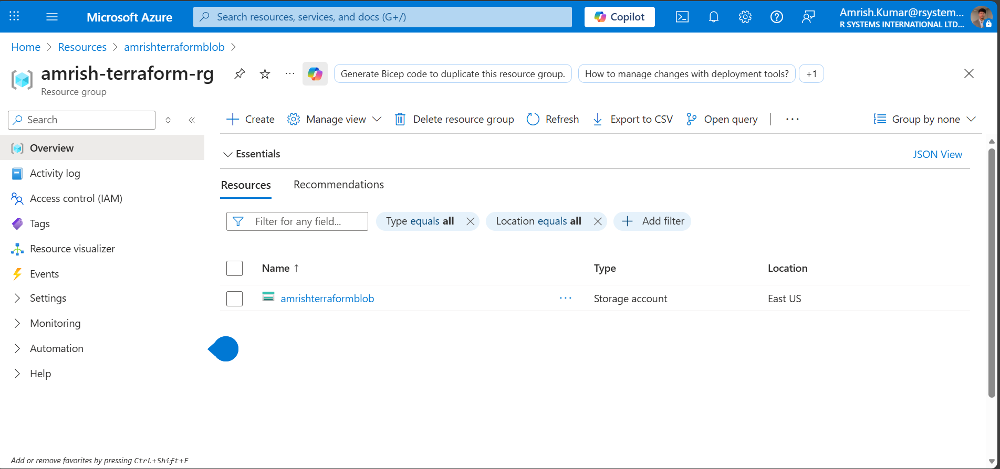 Microsoft Azure
Search resources, services, and docs (G+/)
Copilot
Amrish.Kumar@rsystem...
R SYSTEMS INTERNATIONAL LTD...
Home > Resources > amrishterraformblob >
amrish-terraform-rg
Resource group
...
Generate Bicep code to duplicate this resource group.
How to manage changes with deployment tools?
+1
Search
Create
Manage view
Delete resource group
Refresh
Export to CSV
Open query
...
Group by none
Overview
Activity log
Access control (IAM)
Tags
Resource visualizer
Events
Settings
Monitoring
Automation
Help
Essentials
JSON View
Resources
Recommendations
Filter for any field...
Type equals all
Location equals all
Add filter
Name ↑
Type
Location
amrishterraformblob
...
Storage account
East US
Add or remove favorites by pressing Ctrl+Shift+F